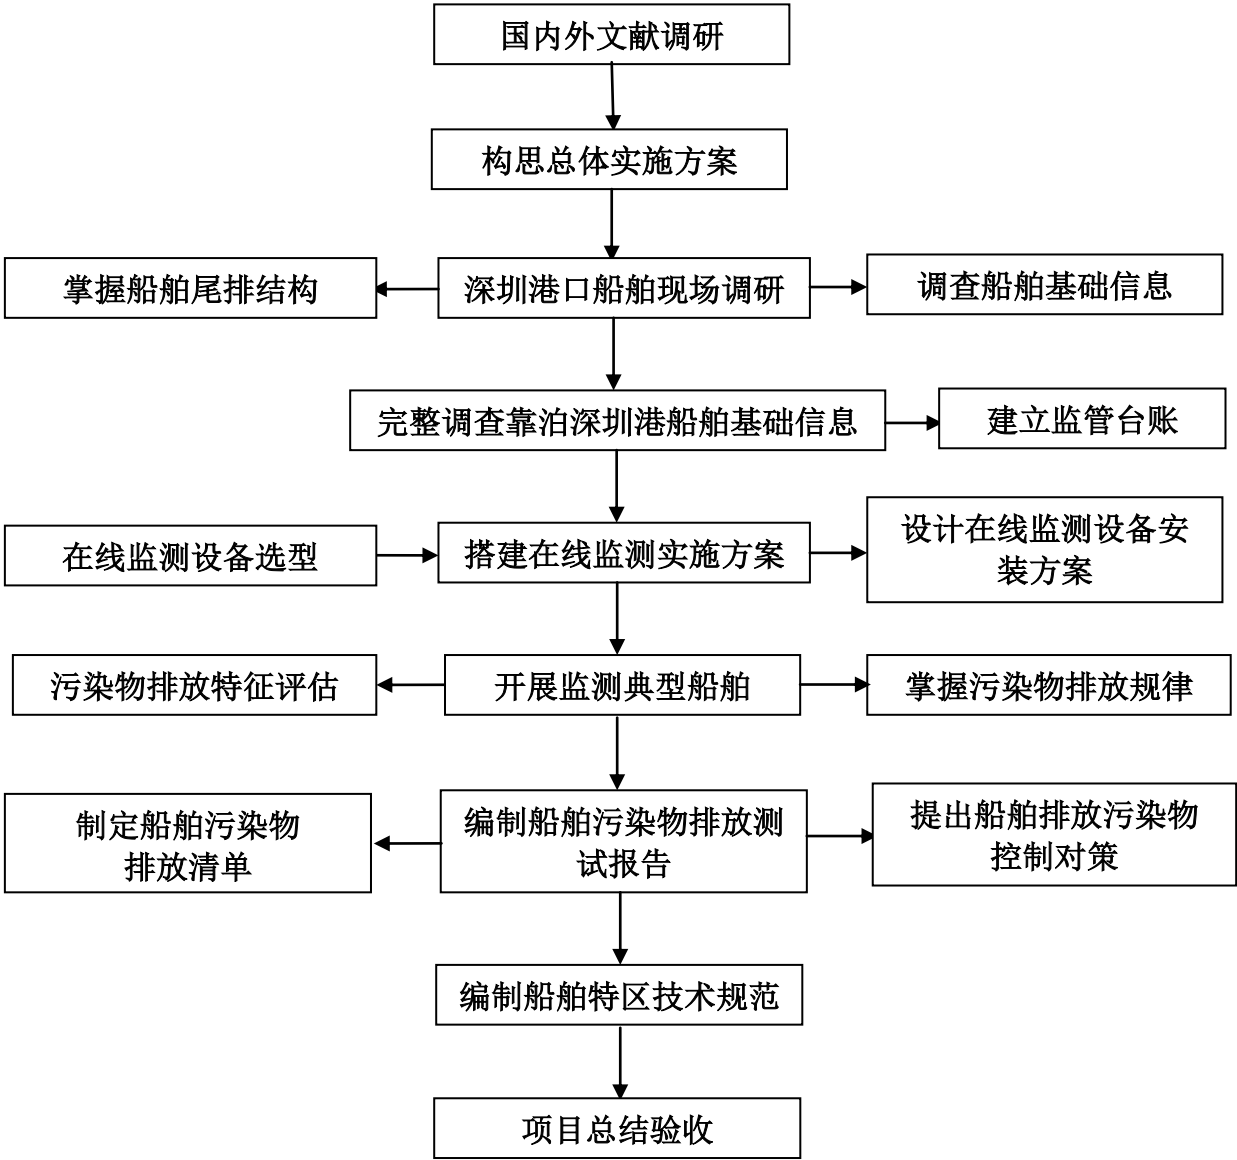 国内外文献调研
构思总体实施方案
掌握船舶尾排结构
深圳港口船舶现场调研
调查船舶基础信息
完整调查靠泊深圳港船舶基础信息
建立监管台账
在线监测设备选型
搭建在线监测实施方案
设计在线监测设备安
装方案
污染物排放特征评估
开展监测典型船舶
掌握污染物排放规律
制定船舶污染物
排放清单
编制船舶污染物排放测
试报告
提出船舶排放污染物
控制对策
编制船舶特区技术规范
项目总结验收